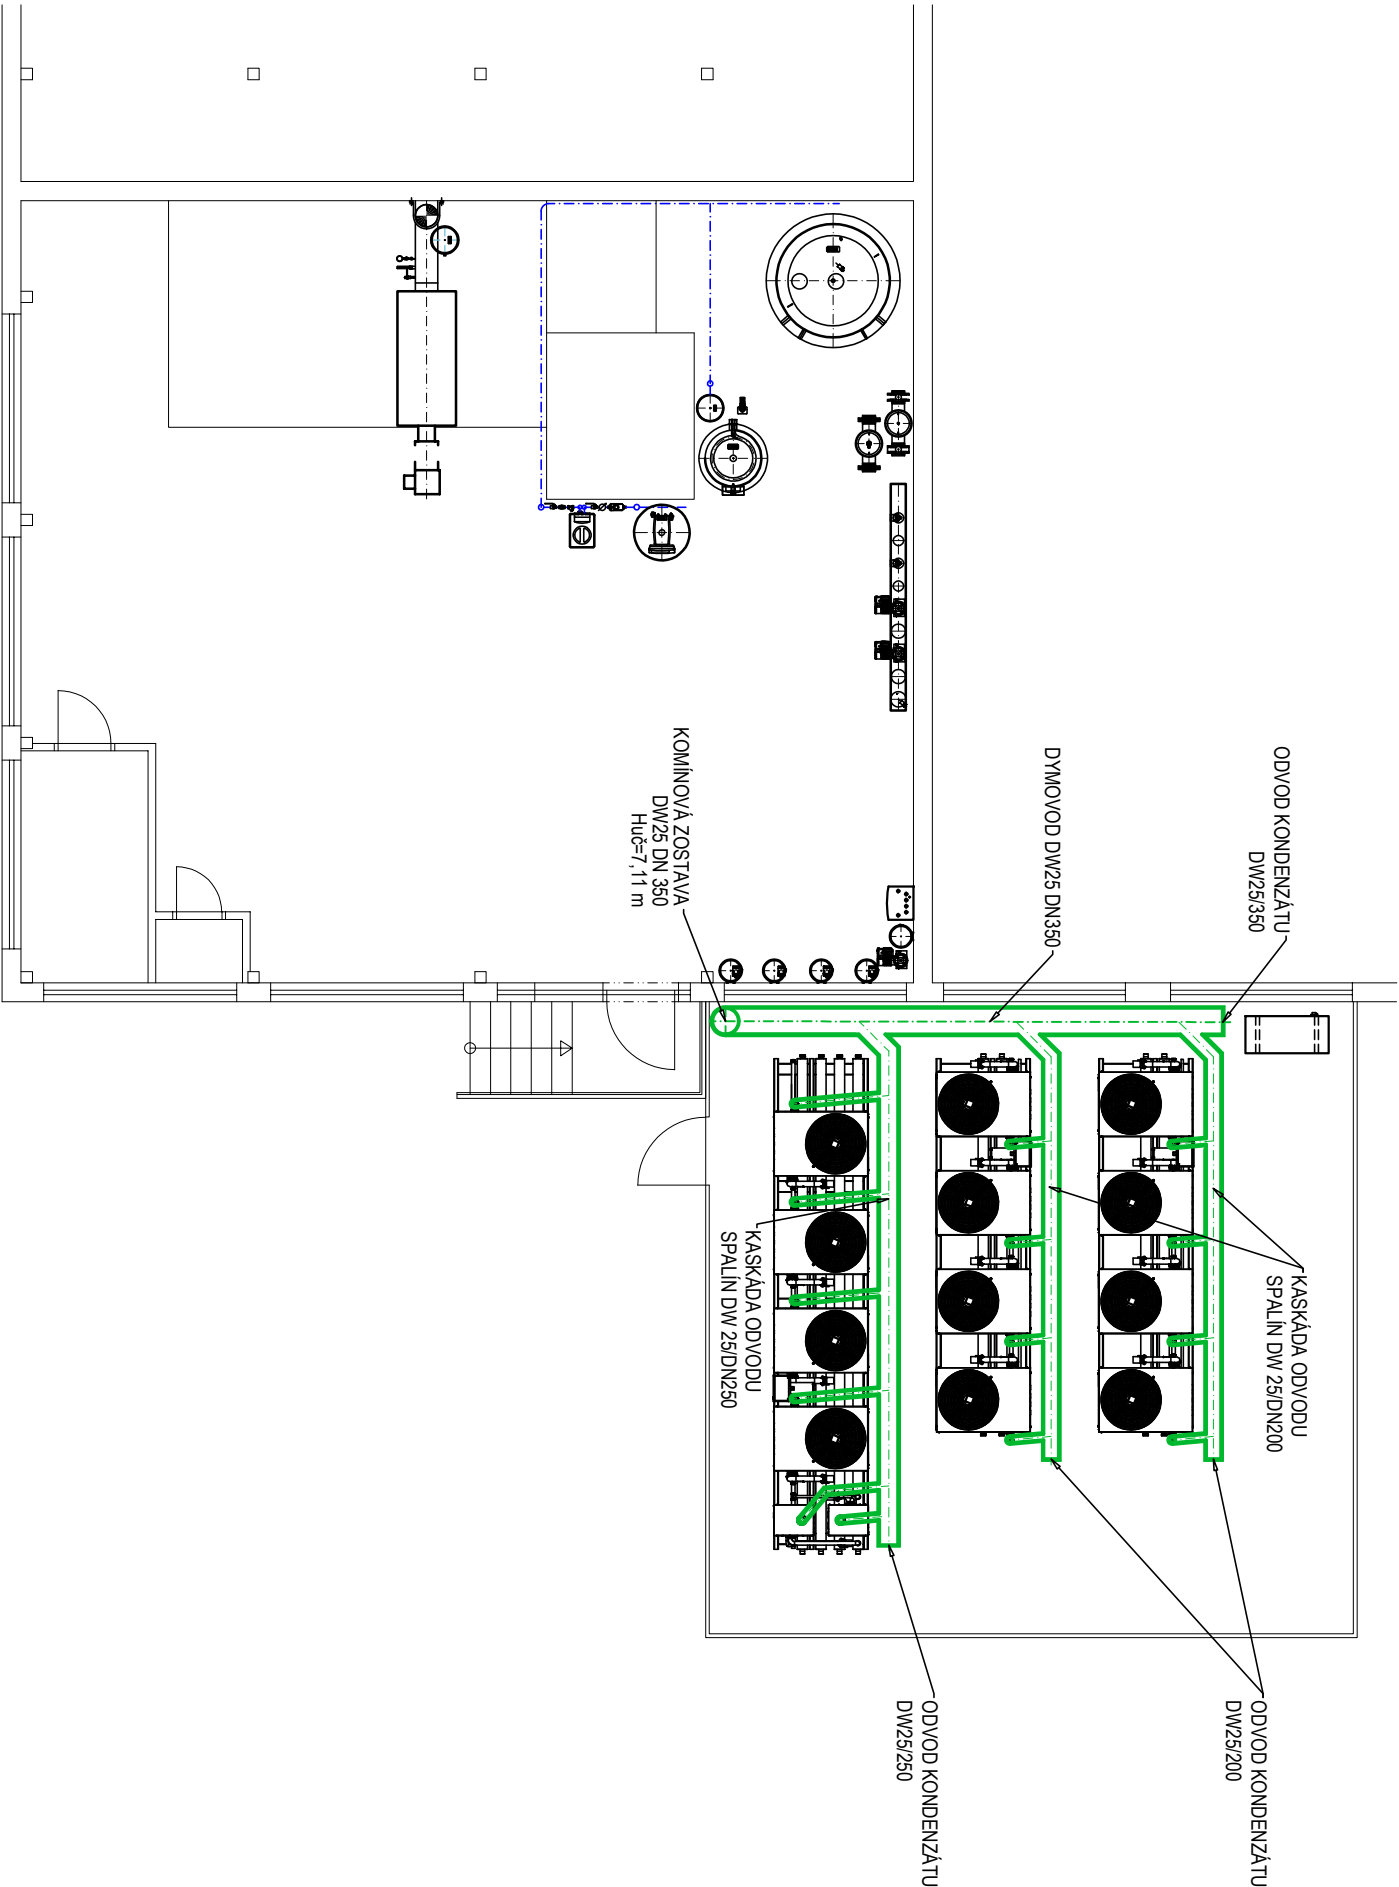 ODVOD KONDENZÁTU
DW25/350
DYMOVOD DW25 DN350
KOMÍNOVÁ ZOSTAVA
DW25 DN 350
Huč=7,11 m
KASKÁDA ODVODU
SPALÍN DW 25/DN200
KASKÁDA ODVODU
SPALÍN DW 25/DN250
ODVOD KONDENZÁTU
DW25/200
ODVOD KONDENZÁTU
DW25/250